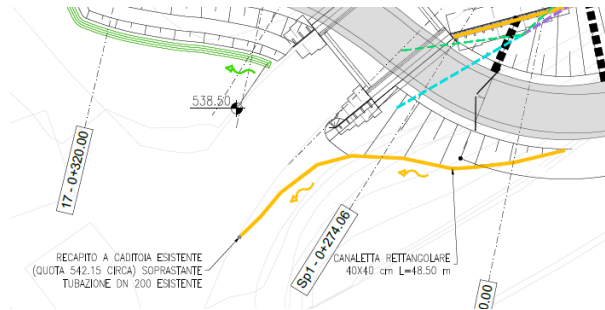 538.50
17 - 0+320.00
RECAPITO A CADITOIA ESISTENTE
(QUOTA 542.15 CIRCA) SOPRASTANTE
TUBAZIONE DN 200 ESISTENTE
Sp1 - 0+274.06
CANALETTA RETTANGOLARE
40X40 cm L=48.50 m
0.00